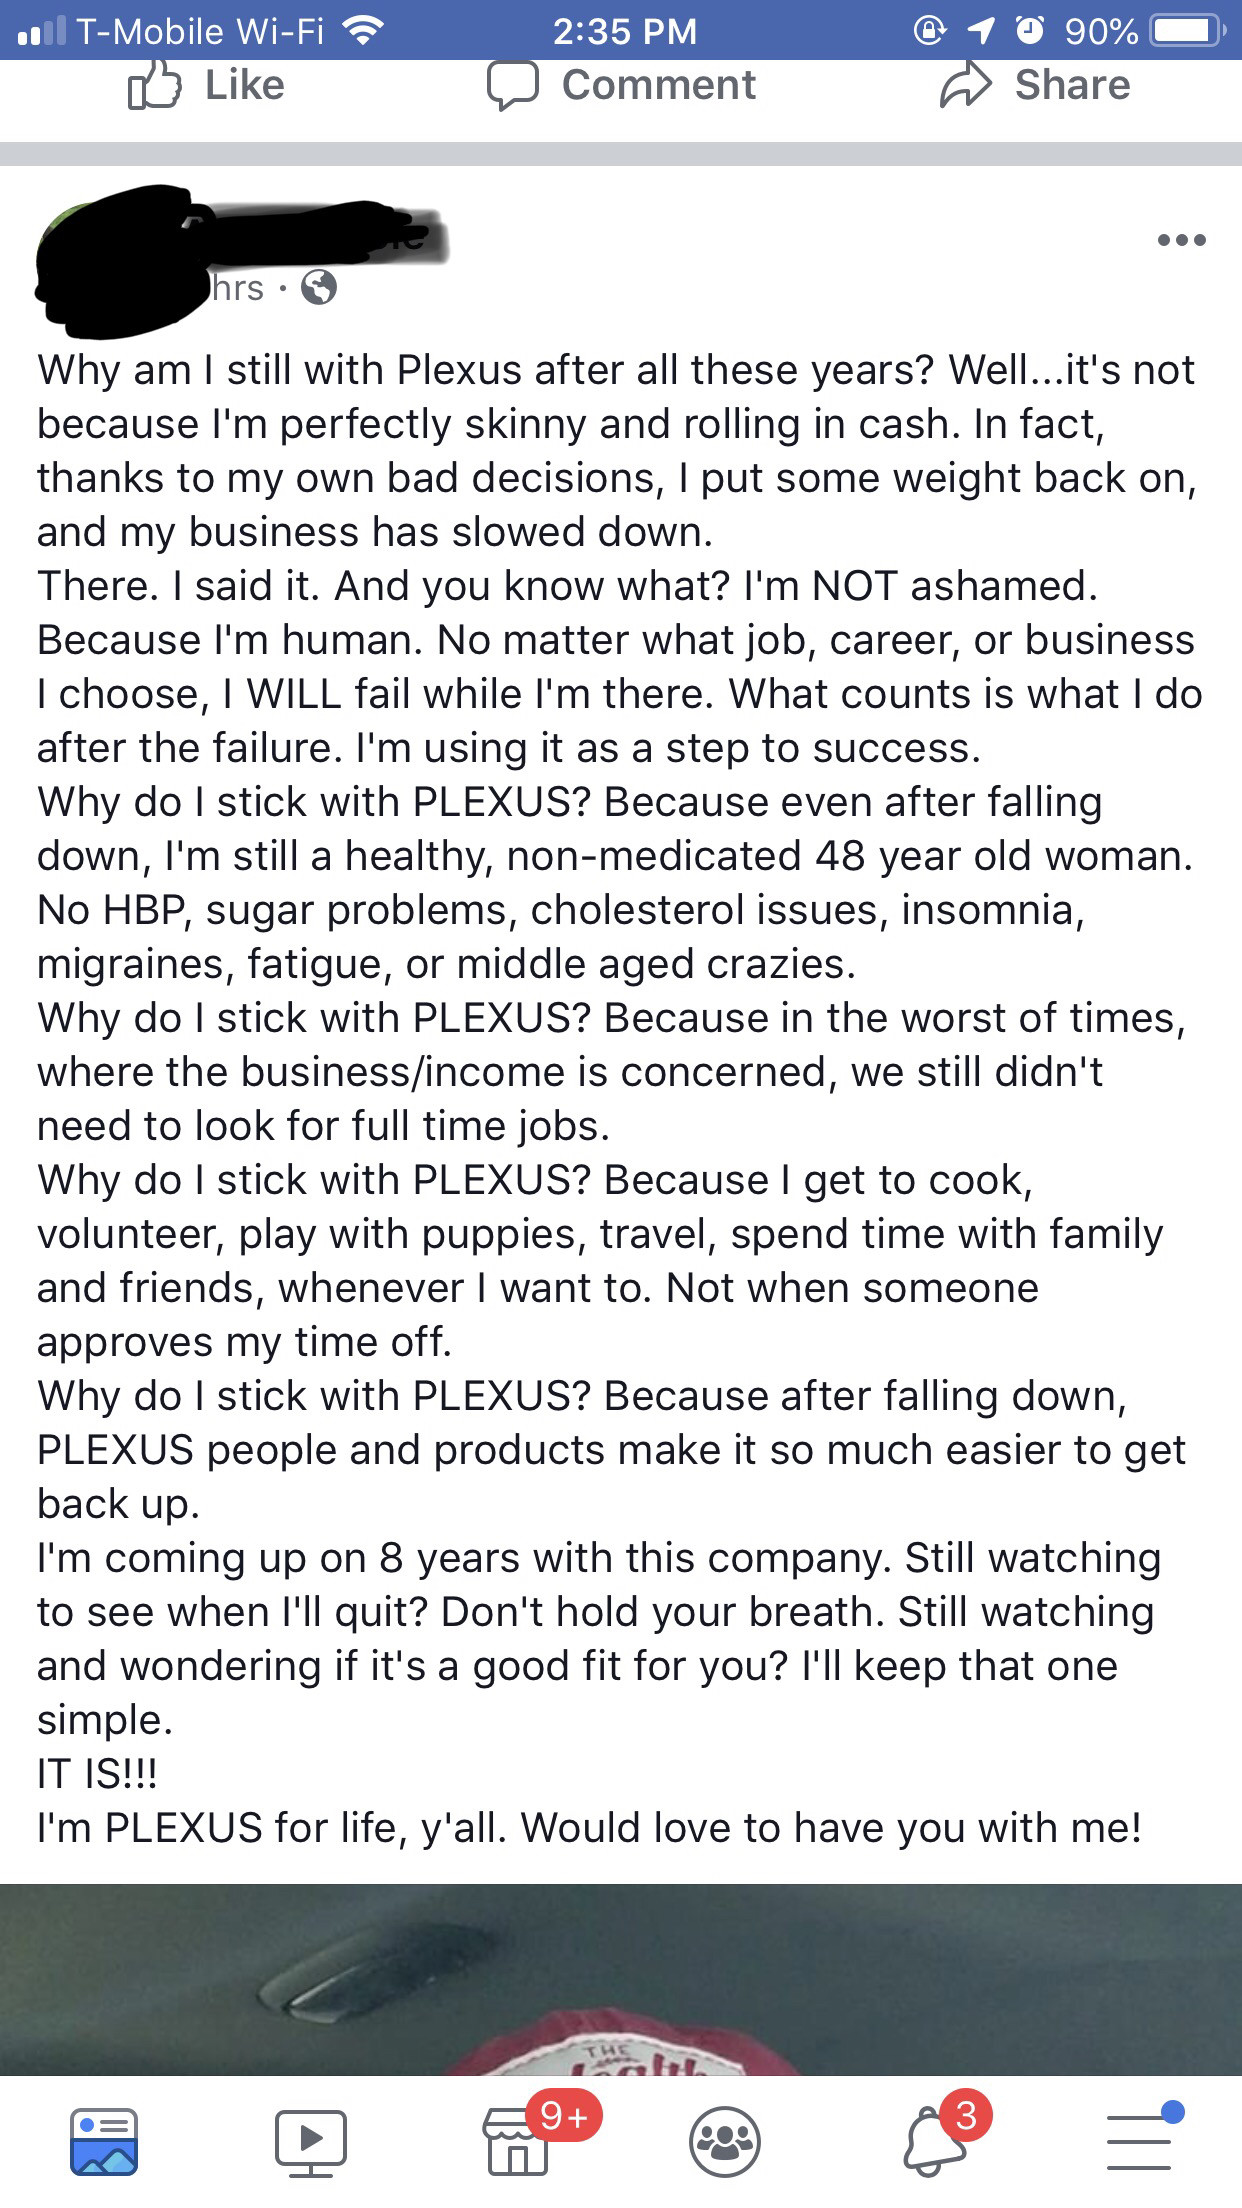 T-Mobile Wi-Fi 2:35 PM 90%
Like Comment Share
hrs ·
Why am I still with Plexus after all these years? Well...it's not
because I'm perfectly skinny and rolling in cash. In fact,
thanks to my own bad decisions, I put some weight back on,
and my business has slowed down.
There. I said it. And you know what? I'm NOT ashamed.
Because I'm human. No matter what job, career, or business
I choose, I WILL fail while I'm there. What counts is what I do
after the failure. I'm using it as a step to success.
Why do I stick with PLEXUS? Because even after falling
down, I'm still a healthy, non-medicated 48 year old woman.
No HBP, sugar problems, cholesterol issues, insomnia,
migraines, fatigue, or middle aged crazies.
Why do I stick with PLEXUS? Because in the worst of times,
where the business/income is concerned, we still didn't
need to look for full time jobs.
Why do I stick with PLEXUS? Because I get to cook,
volunteer, play with puppies, travel, spend time with family
and friends, whenever I want to. Not when someone
approves my time off.
Why do I stick with PLEXUS? Because after falling down,
PLEXUS people and products make it so much easier to get
back up.
I'm coming up on 8 years with this company. Still watching
to see when I'll quit? Don't hold your breath. Still watching
and wondering if it's a good fit for you? I'll keep that one
simple.
IT IS!!!
I'm PLEXUS for life, y'all. Would love to have you with me!
THE
9+ 3